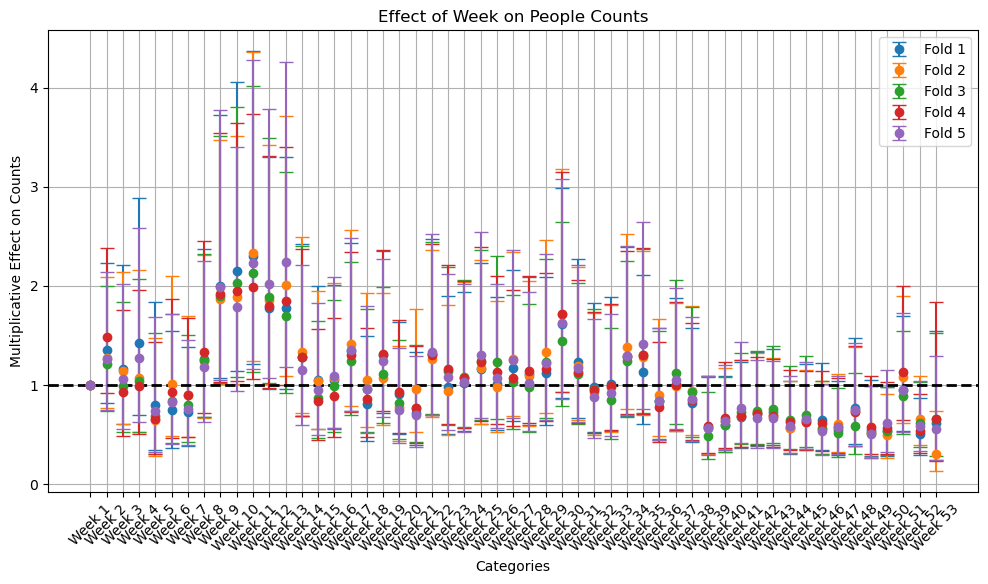 Effect of Week on People Counts
Multiplicative Effect on Counts
4
3
2
1
0
Fold 1
Fold 2
Fold 3
Fold 4
Fold 5
Week 1
Week 2
Week 3
Week 4
Week 5
Week 6
Week 7
Week 8
Week 9
Week 10
Week 11
Week 12
Week 13
Week 14
Week 15
Week 16
Week 17
Week 18
Week 19
Week 20
Week 21
Week 22
Week 23
Week 24
Week 25
Week 26
Week 27
Week 28
Week 29
Week 30
Week 31
Week 32
Week 33
Week 34
Week 35
Week 36
Week 37
Week 38
Week 39
Week 40
Week 41
Week 42
Week 43
Week 44
Week 45
Week 46
Week 47
Week 48
Week 49
Week 50
Week 51
Week 52
Week 53
Categories